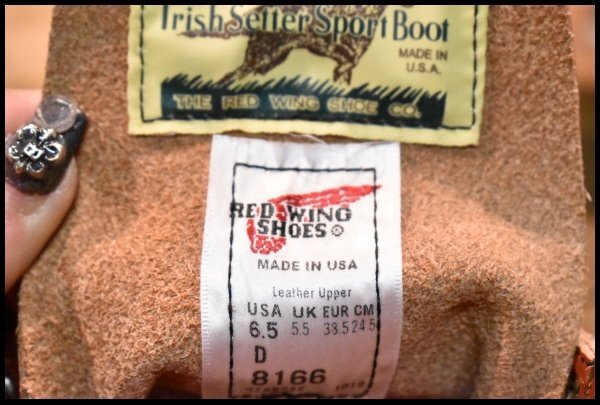 Irish Setter Sport Boot
MADE IN
U.S.A.
THE RED WING SHOE CO.
RED WING
SHOES ®
MADE IN USA
Leather Upper
USA UK EUR CM
6.5 5.5 38.5 24.5
D
8166